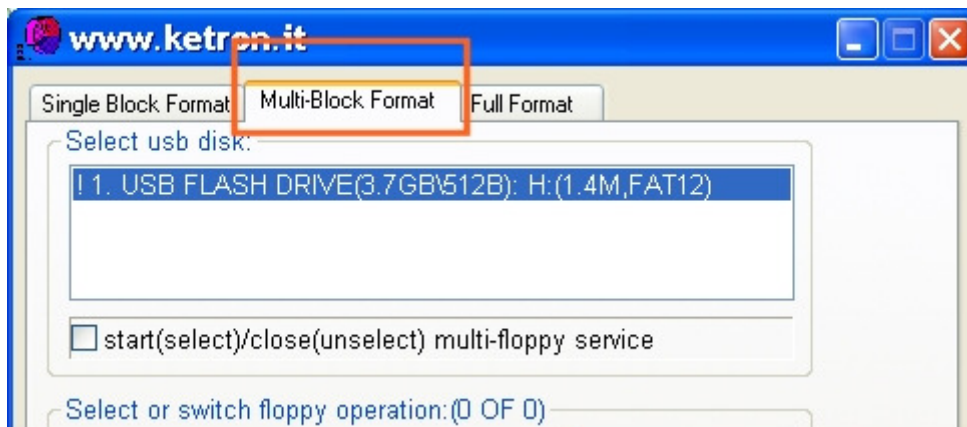 www.ketron.it
Single Block Format Multi-Block Format Full Format
Select usb disk:
! 1. USB FLASH DRIVE(3.7GB\512B): H:(1.4M,FAT12)
start(select)/close(unselect) multi-floppy service
Select or switch floppy operation:(0 OF 0)